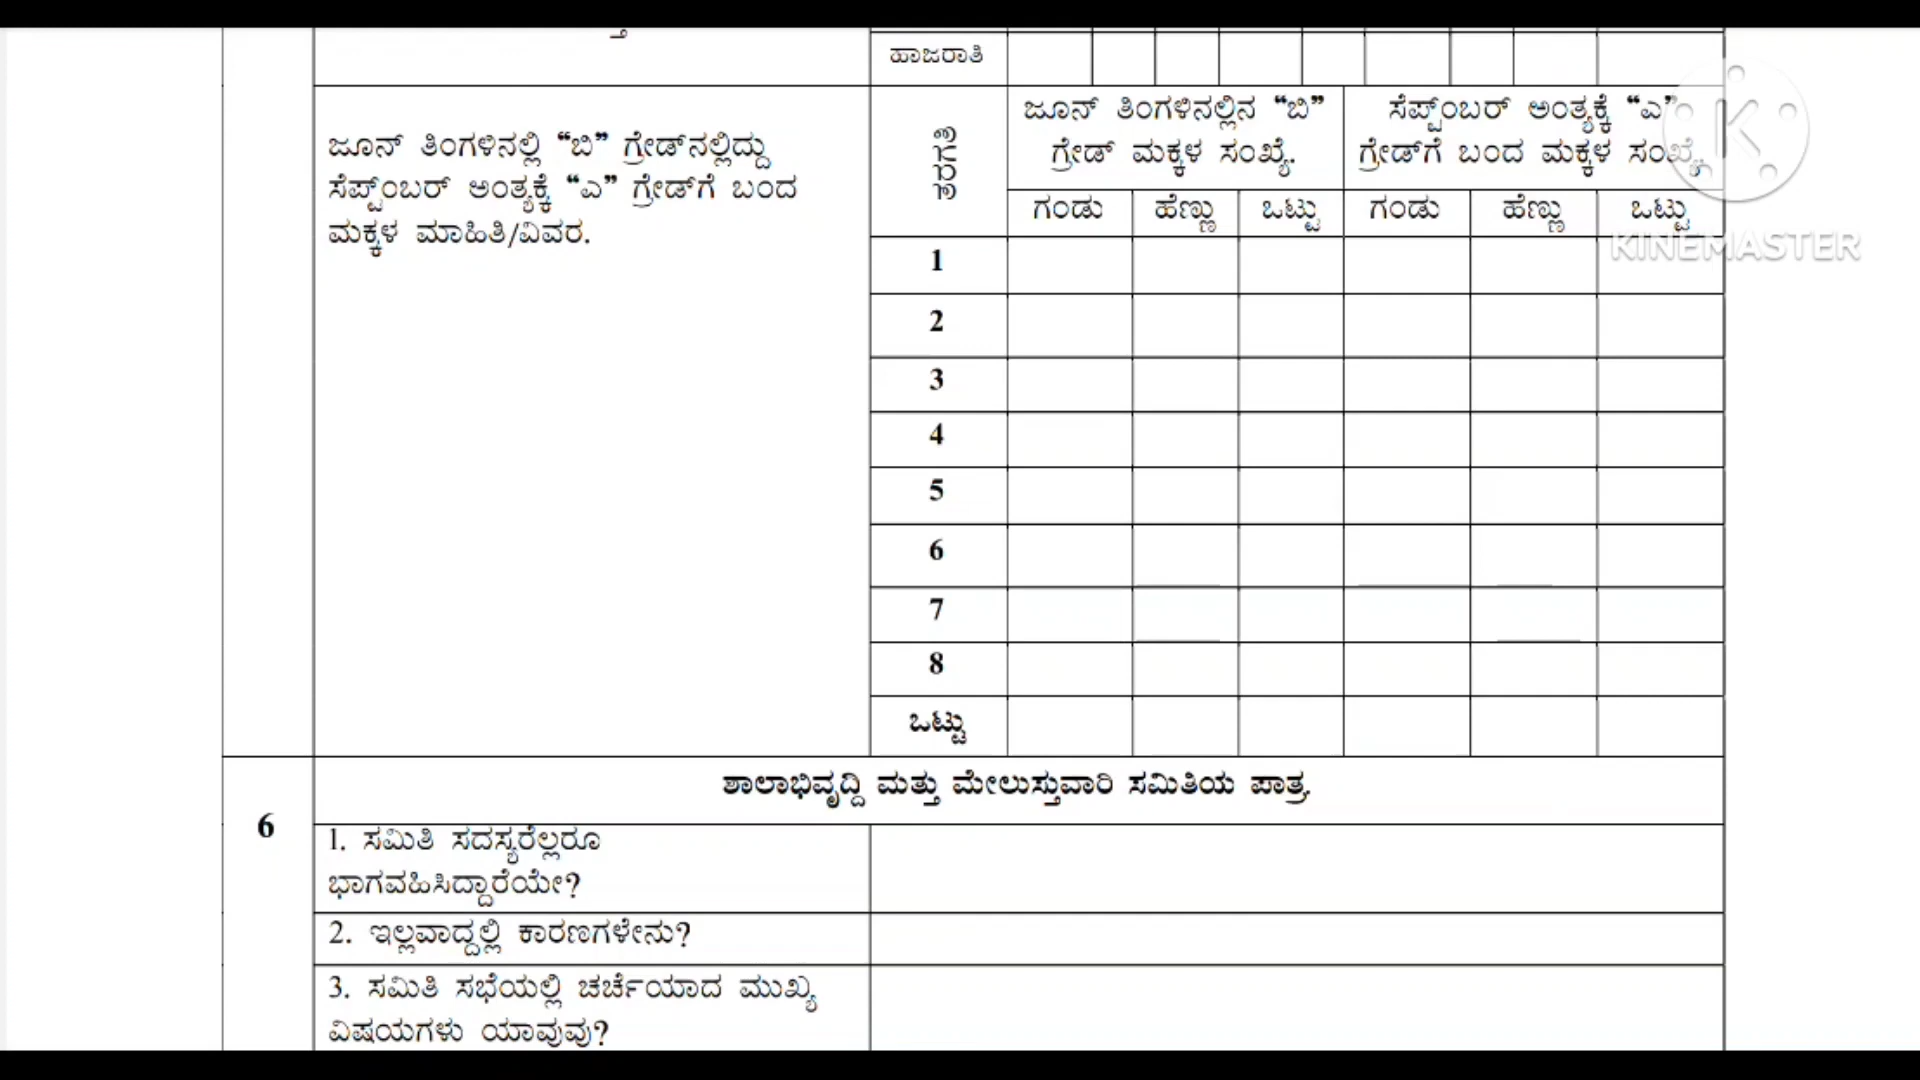 ಹಾಜರಾತಿ
ಜೂನ್ ತಿಂಗಳಿನಲ್ಲಿ “ಬಿ” ಗ್ರೇಡ್‌ನಲ್ಲಿದ್ದು
ಸೆಪ್ಟ್‌ಂಬರ್ ಅಂತ್ಯಕ್ಕೆ “ಎ” ಗ್ರೇಡ್‌ಗೆ ಬಂದ
ಮಕ್ಕಳ ಮಾಹಿತಿ/ವಿವರ.
ತರಗತಿ
ಜೂನ್ ತಿಂಗಳಿನಲ್ಲಿನ “ಬಿ”
ಗ್ರೇಡ್ ಮಕ್ಕಳ ಸಂಖ್ಯೆ.
ಸೆಪ್ಟ್‌ಂಬರ್ ಅಂತ್ಯಕ್ಕೆ “ಎ”
ಗ್ರೇಡ್‌ಗೆ ಬಂದ ಮಕ್ಕಳ ಸಂಖ್ಯೆ.
ಗಂಡು ಹೆಣ್ಣು ಒಟ್ಟು ಗಂಡು ಹೆಣ್ಣು ಒಟ್ಟು
K
KINEMASTER
1
2
3
4
5
6
7
8
ಒಟ್ಟು
6
ಶಾಲಾಭಿವೃದ್ದಿ ಮತ್ತು ಮೇಲುಸ್ತುವಾರಿ ಸಮಿತಿಯ ಪಾತ್ರ.
1. ಸಮಿತಿ ಸದಸ್ಯರೆಲ್ಲರೂ
ಭಾಗವಹಿಸಿದ್ದಾರೆಯೇ?
2. ಇಲ್ಲವಾದ್ದಲ್ಲಿ ಕಾರಣಗಳೇನು?
3. ಸಮಿತಿ ಸಭೆಯಲ್ಲಿ ಚರ್ಚೆಯಾದ ಮುಖ್ಯ
ವಿಷಯಗಳು ಯಾವುವು?